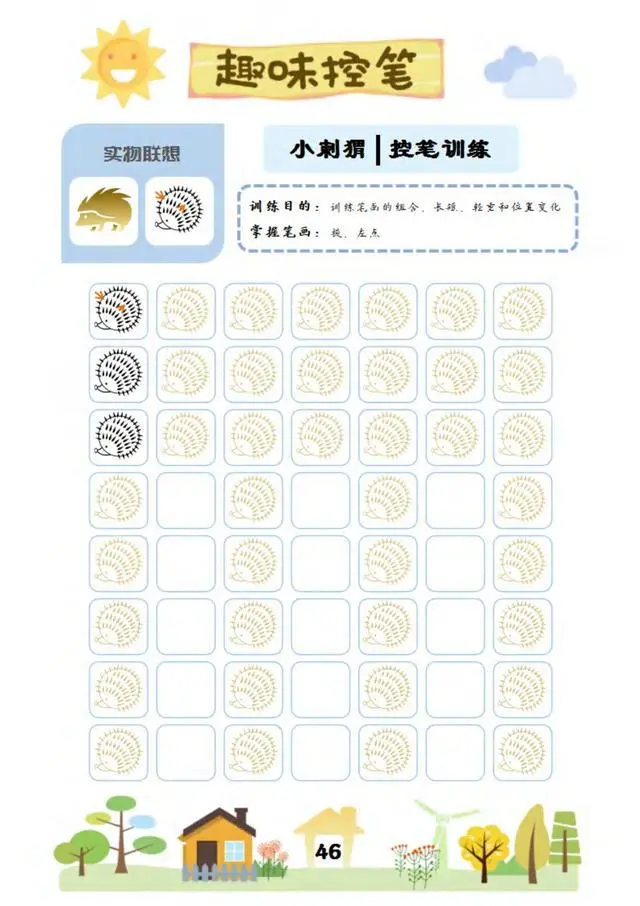 趣味控笔
实物联想
小刺猬|控笔训练
训练目的：训练笔画的组合、长短、轻重和位置变化
掌握笔画：提、左点
46